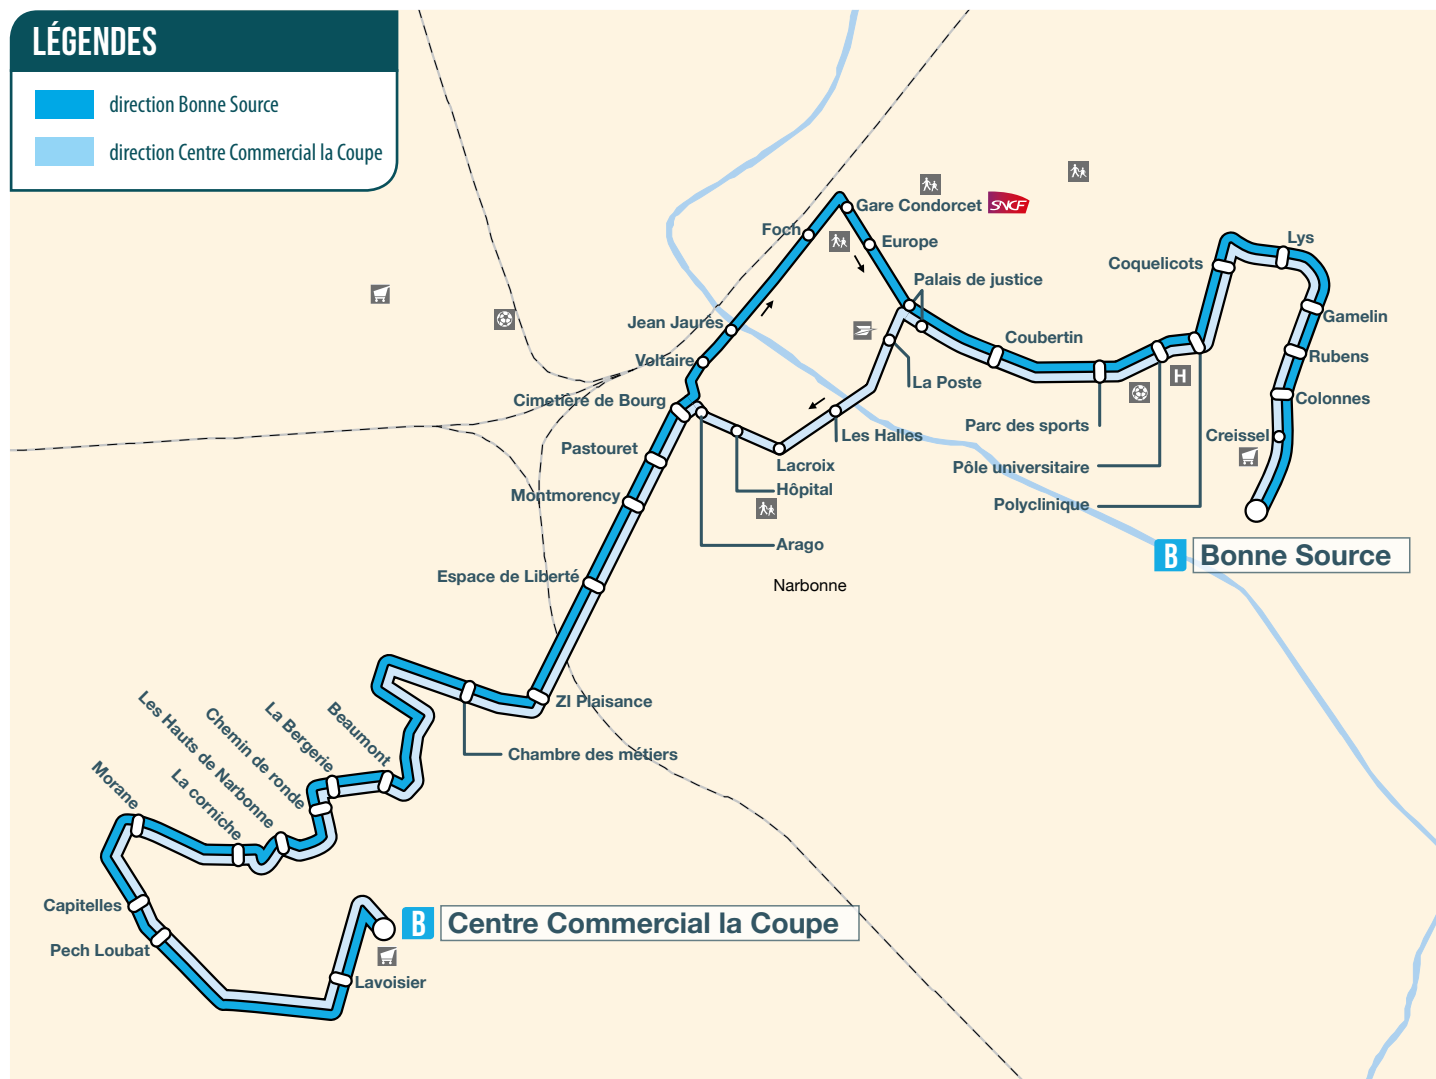 LÉGENDES
direction Bonne Source
direction Centre Commercial la Coupe
Gare Condorcet
SNCF
Foch
Europe
Lys
Coquelicots
Palais de justice
Gamelin
Jean Jaurès
Coubertin
Rubens
Voltaire
La Poste
Cimetière de Bourg
H
Colonnes
Parc des sports
Les Halles
Creissel
Pastouret
Lacroix
Pôle universitaire
Hôpital
Montmorency
Polyclinique
Arago
B Bonne Source
Espace de Liberté
Narbonne
ZI Plaisance
Chambre des métiers
Beaumont
La Bergerie
Chemin de ronde
Les Hauts de Narbonne
La corniche
Morane
Capitelles
B Centre Commercial la Coupe
Pech Loubat
Lavoisier